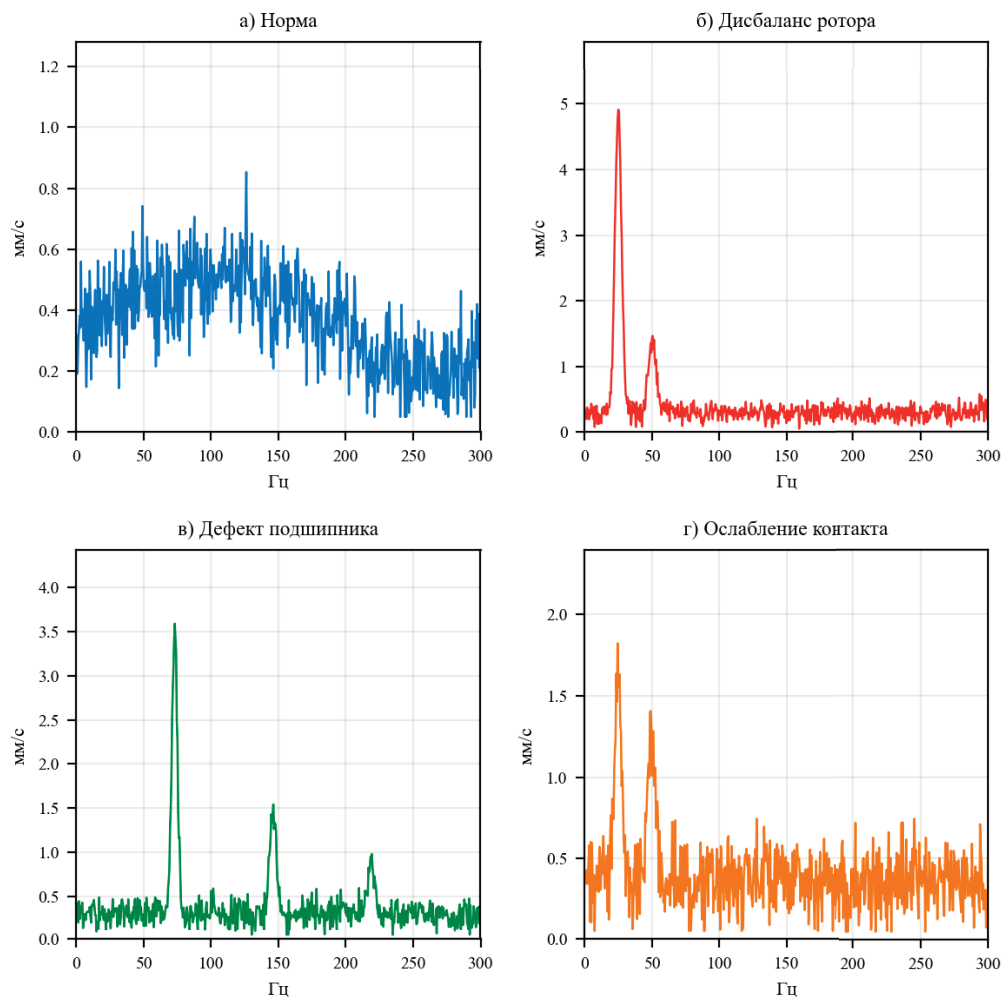 а) Норма
мм/с
1.2
1.0
0.8
0.6
0.4
0.2
0.0
0 50 100 150 200 250 300
Гц
б) Дисбаланс ротора
мм/с
5
4
3
2
1
0
0 50 100 150 200 250 300
Гц
в) Дефект подшипника
мм/с
4.0
3.5
3.0
2.5
2.0
1.5
1.0
0.5
0.0
0 50 100 150 200 250 300
Гц
г) Ослабление контакта
мм/с
2.0
1.5
1.0
0.5
0.0
0 50 100 150 200 250 300
Гц